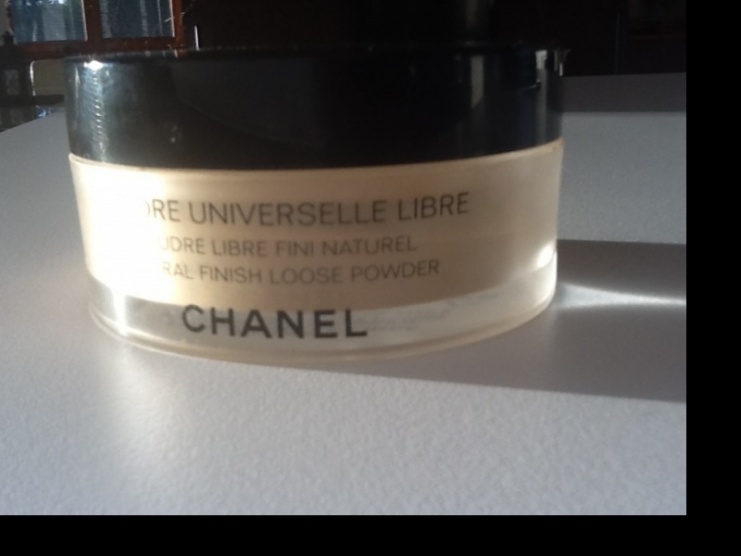 DRE UNIVERSELLE LIBRE
UDRE LIBRE FINI NATUREL
RAL FINISH LOOSE POWDER
CHANEL